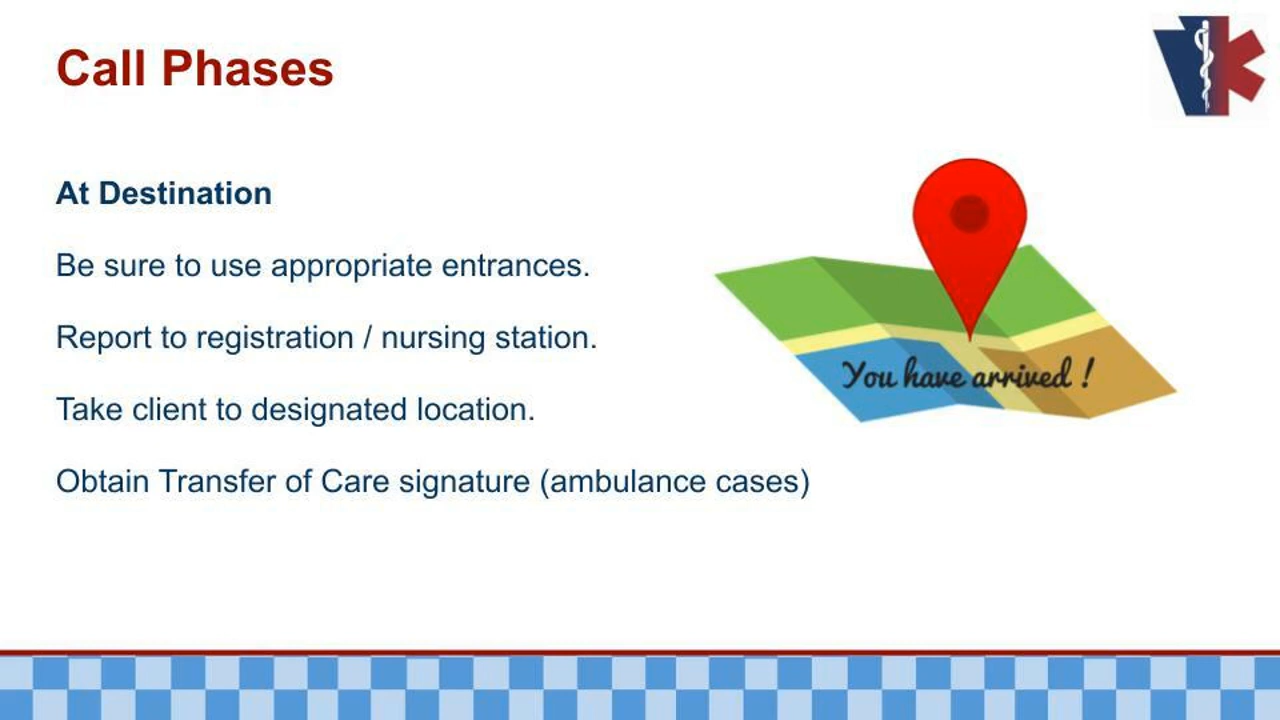 Call Phases
At Destination
Be sure to use appropriate entrances.
Report to registration / nursing station.
You have arrived !
Take client to designated location.
Obtain Transfer of Care signature (ambulance cases)